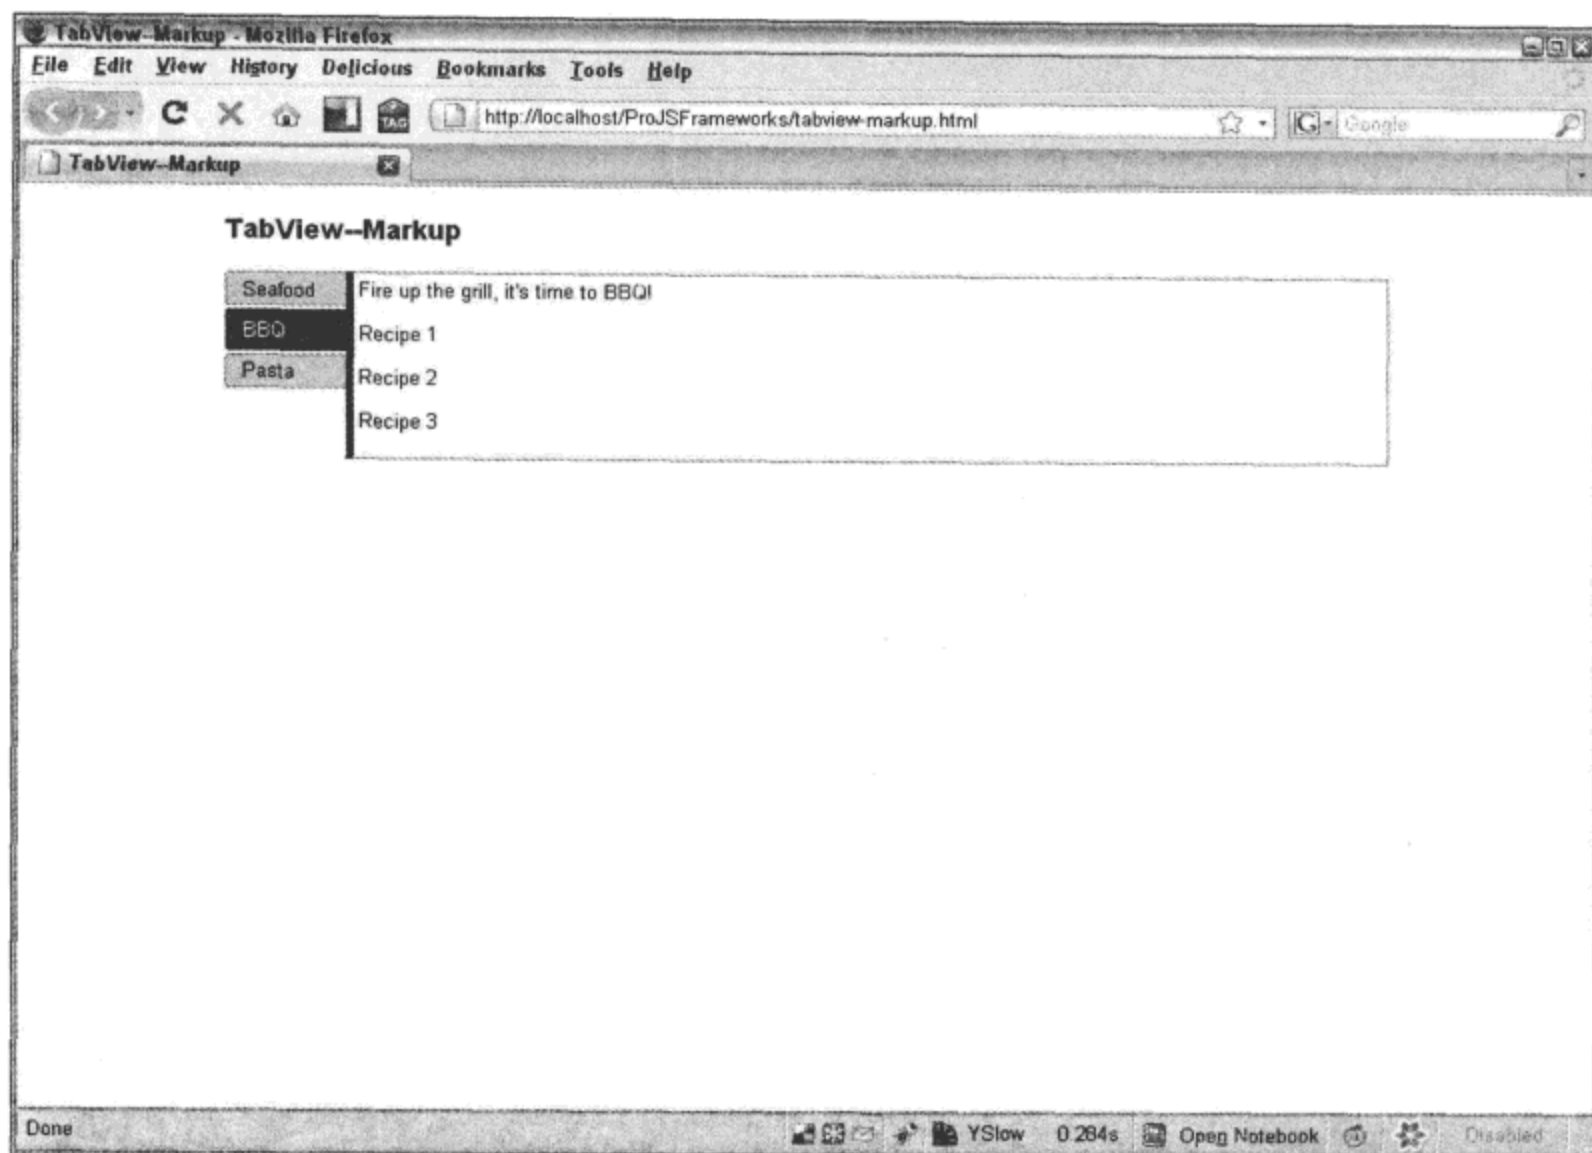 TabView--Markup - Mozilla Firefox
File Edit View History Delicious Bookmarks Tools Help
TAG http://localhost/ProJSFrameworks/tabview-markup.html G Google
TabView--Markup
TabView--Markup
Seafood
BBQ
Pasta
Fire up the grill, it's time to BBQ!
Recipe 1
Recipe 2
Recipe 3
Done YSlow 0.284s Open Notebook Disabled